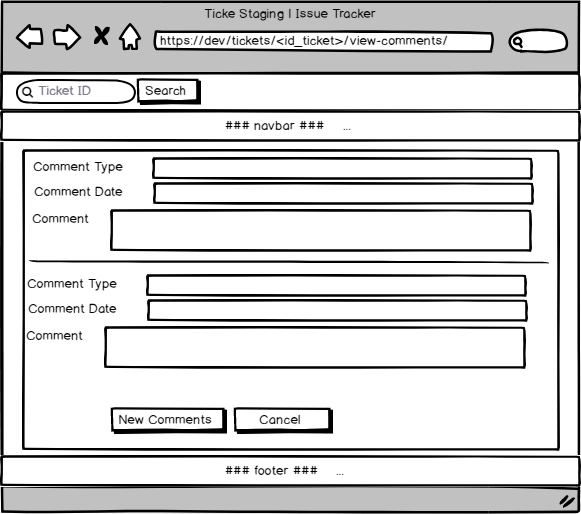 Ticke Staging | Issue Tracker
https://dev/tickets/<id_ticket>/view-comments/
Ticket ID Search
### navbar ### ...
Comment Type
Comment Date
Comment
Comment Type
Comment Date
Comment
New Comments Cancel
### footer ### ...